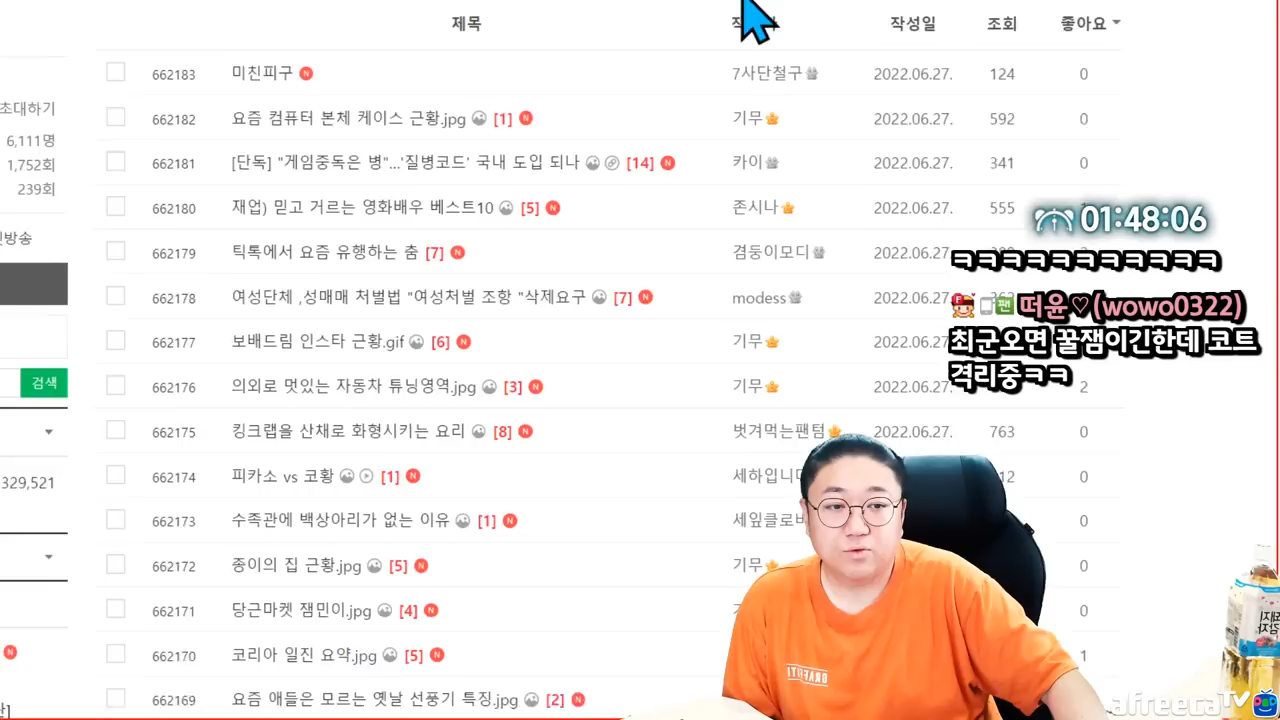 제목 작성일 조회 좋아요
662183 미친피구 N 7사단철구 2022.06.27. 124 0
초대하기
662182 요즘 컴퓨터 본체 케이스 근황.jpg [1] N 기무 2022.06.27. 592 0
6,111명
1,752회
662181 [단독] "게임중독은 병"...'질병코드' 국내 도입 되나 [14] N 카이 2022.06.27. 341 0
239회
662180 재업) 믿고 거르는 영화배우 베스트10 [5] N 존시나 2022.06.27. 555
01:48:06
방송
662179 틱톡에서 요즘 유행하는 춤 [7] N 겸둥이모디 2022.06.27.
ㅋㅋㅋㅋㅋㅋㅋㅋㅋㅋㅋ
662178 여성단체 ,성매매 처벌법 "여성처벌 조항 "삭제요구 [7] N modess 2022.06.27
F 팬 떠윤♡(wowo0322)
662177 보배드림 인스타 근황.gif [6] N 기무 2022.06.27
최군오면 꿀잼이긴한데 코트
격리중ㅋㅋ
검색
662176 의외로 멋있는 자동차 튜닝영역.jpg [3] N 기무 2022.06.27 2
662175 킹크랩을 산채로 화형시키는 요리 [8] N 벗겨먹는팬텀 2022.06.27. 763 0
329,521
662174 피카소 vs 코황 [1] N 세하입니다 12 0
662173 수족관에 백상아리가 없는 이유 [1] N 세잎클로버 0
662172 종이의 집 근황.jpg [5] N 기무 0
662171 당근마켓 잼민이.jpg [4] N 0
N
662170 코리아 일진 요약.jpg [5] N 1
662169 요즘 애들은 모르는 옛날 선풍기 특징.jpg [2] N
GRAFFITI
afreecaTV